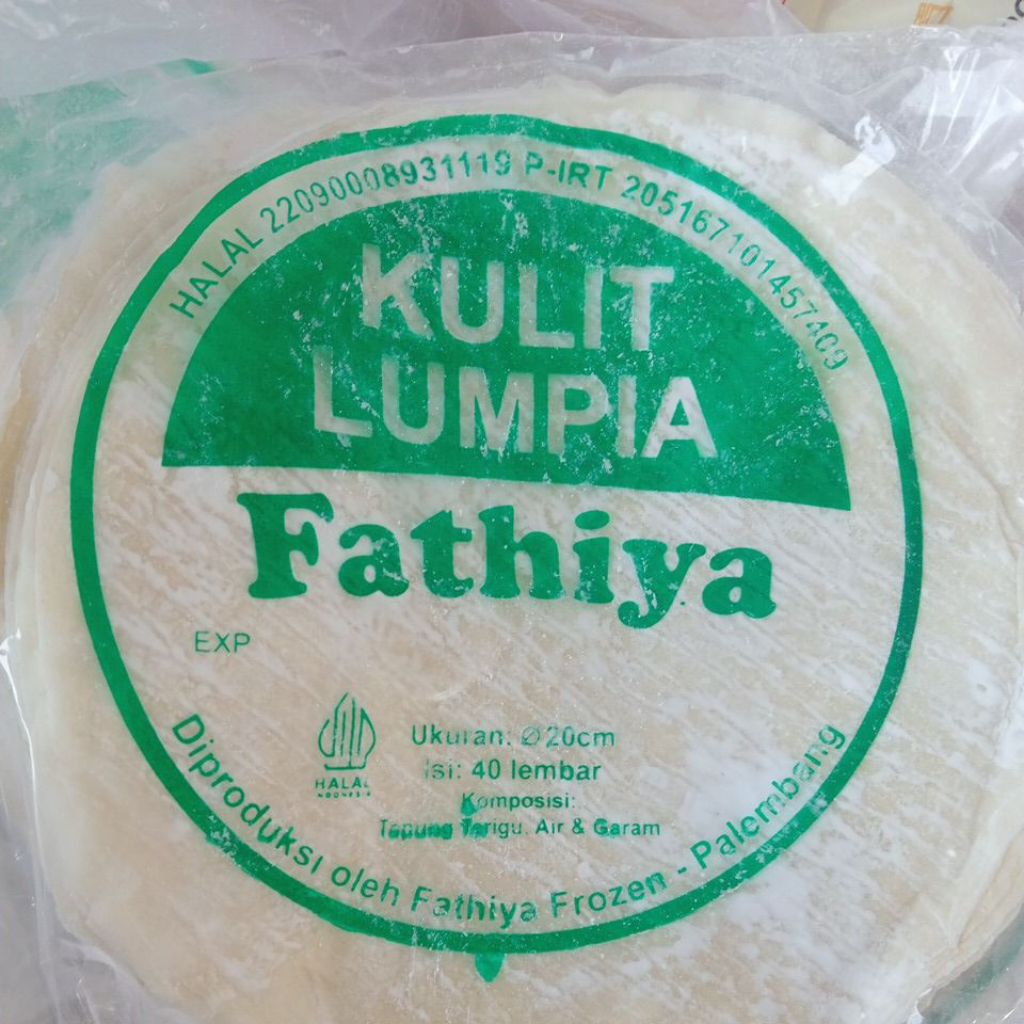 HALAL 22090008931119 P-IRT 2051671014574-09
KULIT
LUMPIA
Fathiya
EXP
HALAL
INDONESIA
Ukuran: Ø20cm
Isi: 40 lembar
Komposisi:
Tepung Terigu. Air & Garam
Diproduksi oleh Fathiya Frozen - Palembang